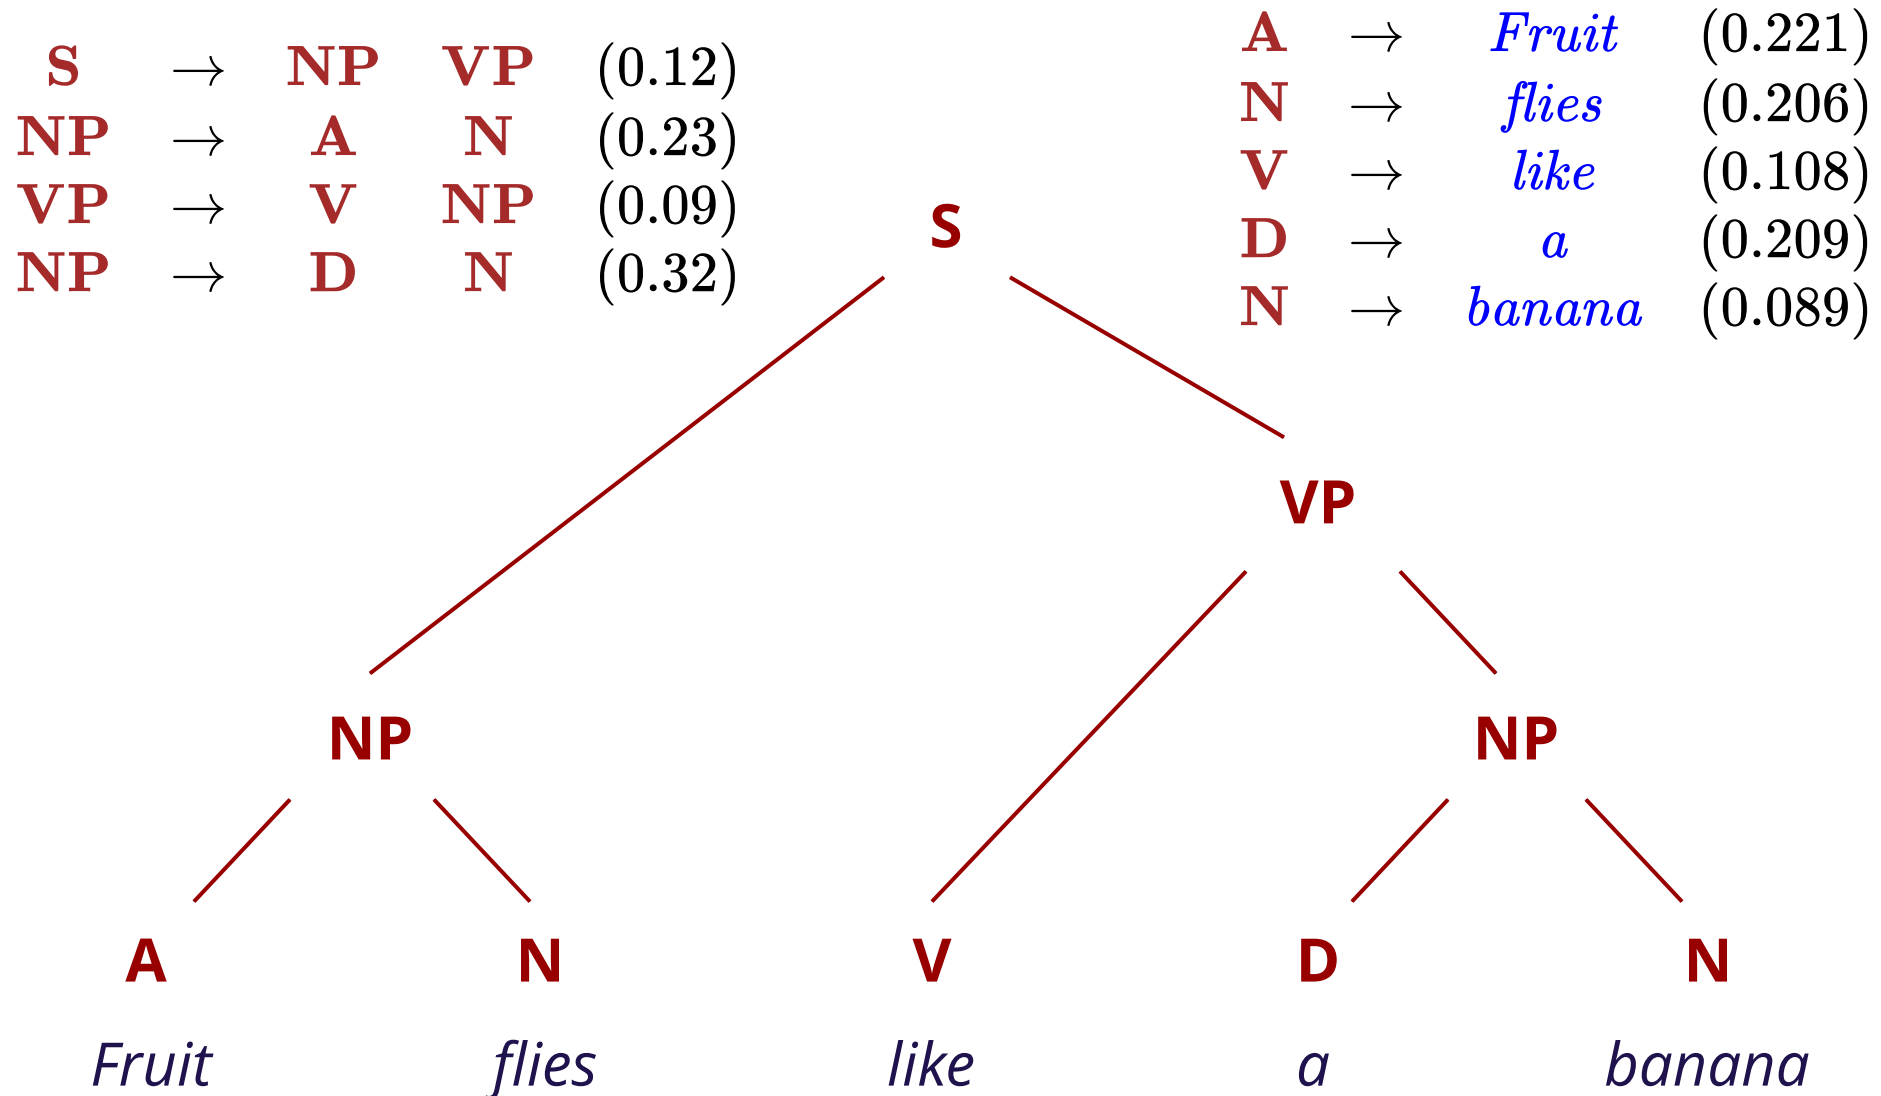 S → NP VP (0.12)
NP → A N (0.23)
VP → V NP (0.09)
NP → D N (0.32)
A → Fruit (0.221)
N → flies (0.206)
V → like (0.108)
D → a (0.209)
N → banana (0.089)
S
VP
NP NP
A N V D N
Fruit flies like a banana